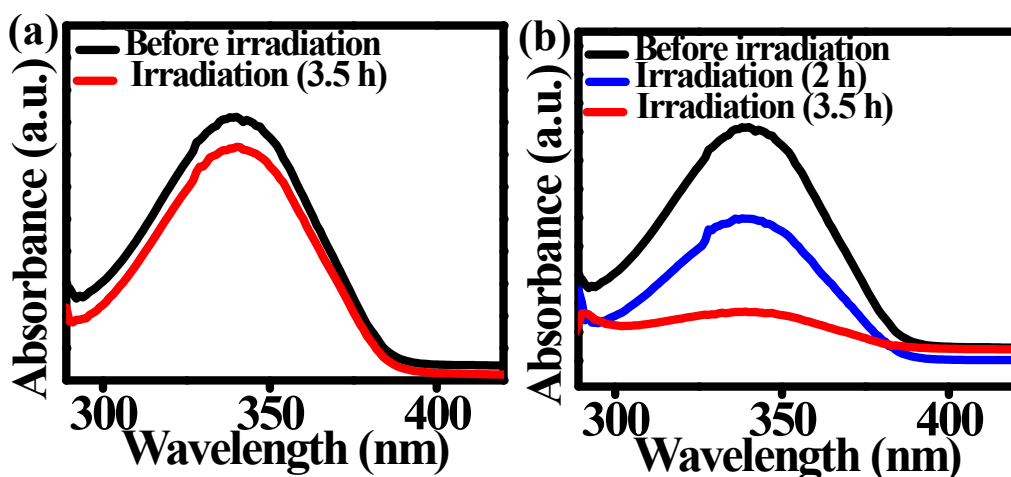 (a)
Before irradiation
Irradiation (3.5 h)
Absorbance (a.u.)
300
350
400
Wavelength (nm)
(b)
Before irradiation
Irradiation (2 h)
Irradiation (3.5 h)
Absorbance (a.u.)
300
350
400
Wavelength (nm)